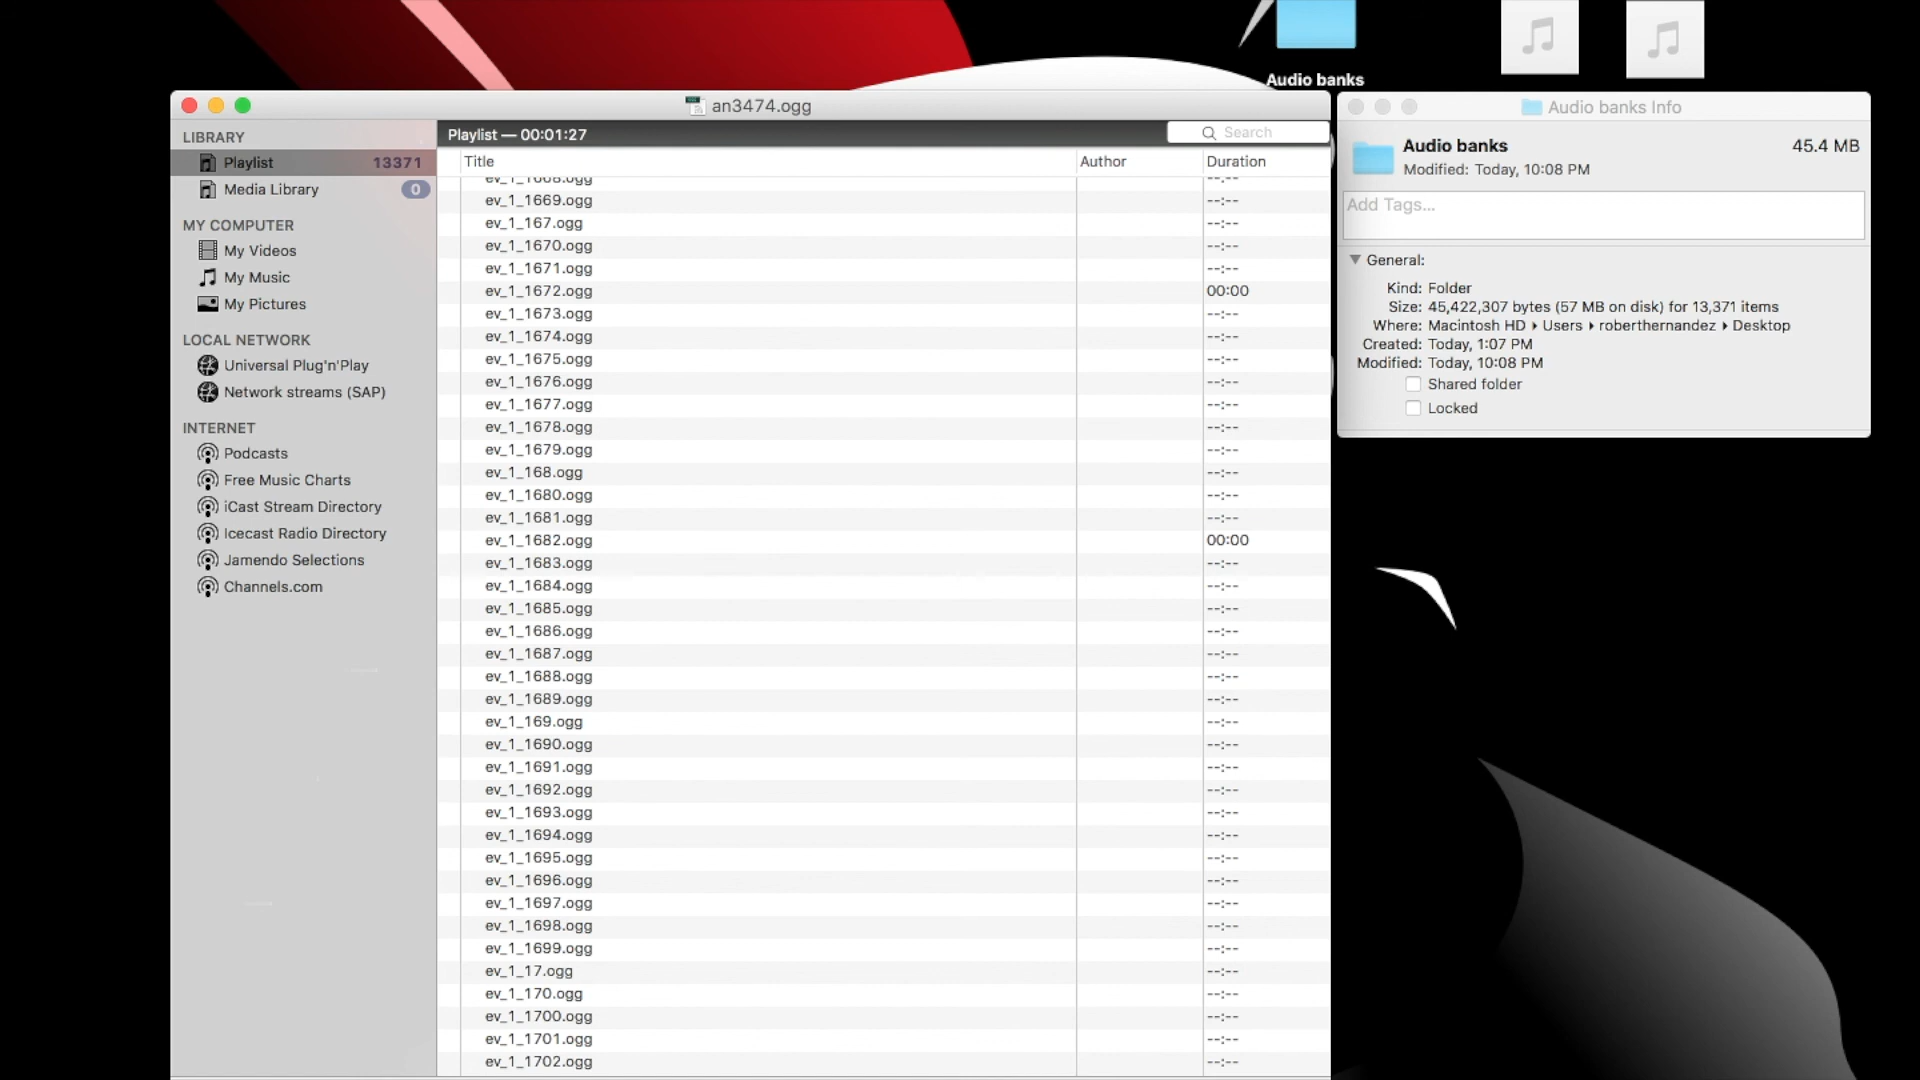 Audio banks
an3474.ogg
LIBRARY
Playlist 13371
Media Library 0
MY COMPUTER
My Videos
My Music
My Pictures
LOCAL NETWORK
Universal Plug'n'Play
Network streams (SAP)
INTERNET
Podcasts
Free Music Charts
iCast Stream Directory
Icecast Radio Directory
Jamendo Selections
Channels.com
Playlist — 00:01:27
Search
Title Author Duration
ev_1_1668.ogg --:--
ev_1_1669.ogg --:--
ev_1_167.ogg --:--
ev_1_1670.ogg --:--
ev_1_1671.ogg --:--
ev_1_1672.ogg 00:00
ev_1_1673.ogg --:--
ev_1_1674.ogg --:--
ev_1_1675.ogg --:--
ev_1_1676.ogg --:--
ev_1_1677.ogg --:--
ev_1_1678.ogg --:--
ev_1_1679.ogg --:--
ev_1_168.ogg --:--
ev_1_1680.ogg --:--
ev_1_1681.ogg --:--
ev_1_1682.ogg 00:00
ev_1_1683.ogg --:--
ev_1_1684.ogg --:--
ev_1_1685.ogg --:--
ev_1_1686.ogg --:--
ev_1_1687.ogg --:--
ev_1_1688.ogg --:--
ev_1_1689.ogg --:--
ev_1_169.ogg --:--
ev_1_1690.ogg --:--
ev_1_1691.ogg --:--
ev_1_1692.ogg --:--
ev_1_1693.ogg --:--
ev_1_1694.ogg --:--
ev_1_1695.ogg --:--
ev_1_1696.ogg --:--
ev_1_1697.ogg --:--
ev_1_1698.ogg --:--
ev_1_1699.ogg --:--
ev_1_17.ogg --:--
ev_1_170.ogg --:--
ev_1_1700.ogg --:--
ev_1_1701.ogg --:--
ev_1_1702.ogg --:--
Audio banks Info
Audio banks 45.4 MB
Modified: Today, 10:08 PM
Add Tags...
General:
Kind: Folder
Size: 45,422,307 bytes (57 MB on disk) for 13,371 items
Where: Macintosh HD ▸ Users ▸ roberthernandez ▸ Desktop
Created: Today, 1:07 PM
Modified: Today, 10:08 PM
Shared folder
Locked